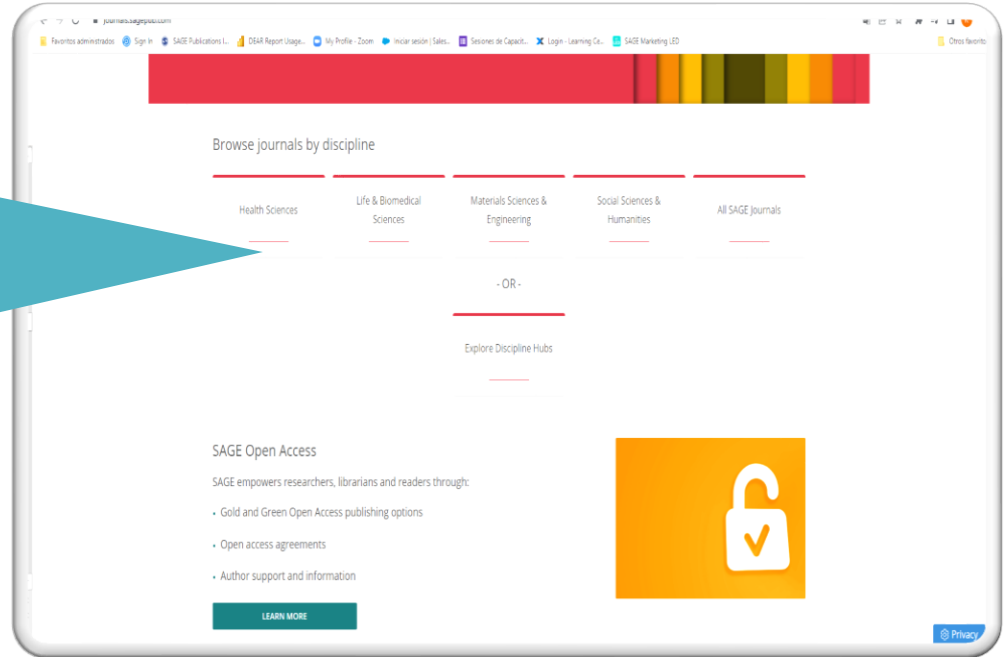 journals.sagepub.com
Favoritos administrados Sign In SAGE Publications I... DEAR Report Usage... My Profile - Zoom Iniciar sesión | Sales... Sesiones de Capacit... Login - Learning Ce... SAGE Marketing LED Otros favorito
Browse journals by discipline
Health Sciences
Life & Biomedical
Sciences
Materials Sciences &
Engineering
Social Sciences &
Humanities
All SAGE Journals
- OR -
Explore Discipline Hubs
SAGE Open Access
SAGE empowers researchers, librarians and readers through:
• Gold and Green Open Access publishing options
• Open access agreements
• Author support and information
LEARN MORE
Privacy